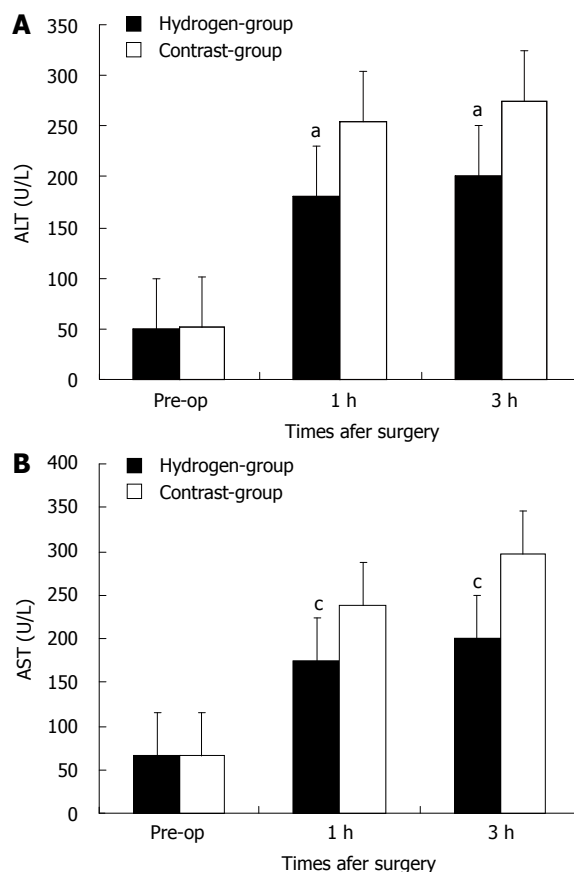 A
Hydrogen-group
Contrast-group
350
300
250
200
150
100
50
0
ALT (U/L)
a
a
Pre-op 1 h 3 h
Times afer surgery
B
Hydrogen-group
Contrast-group
400
350
300
250
200
150
100
50
0
AST (U/L)
c
c
Pre-op 1 h 3 h
Times afer surgery